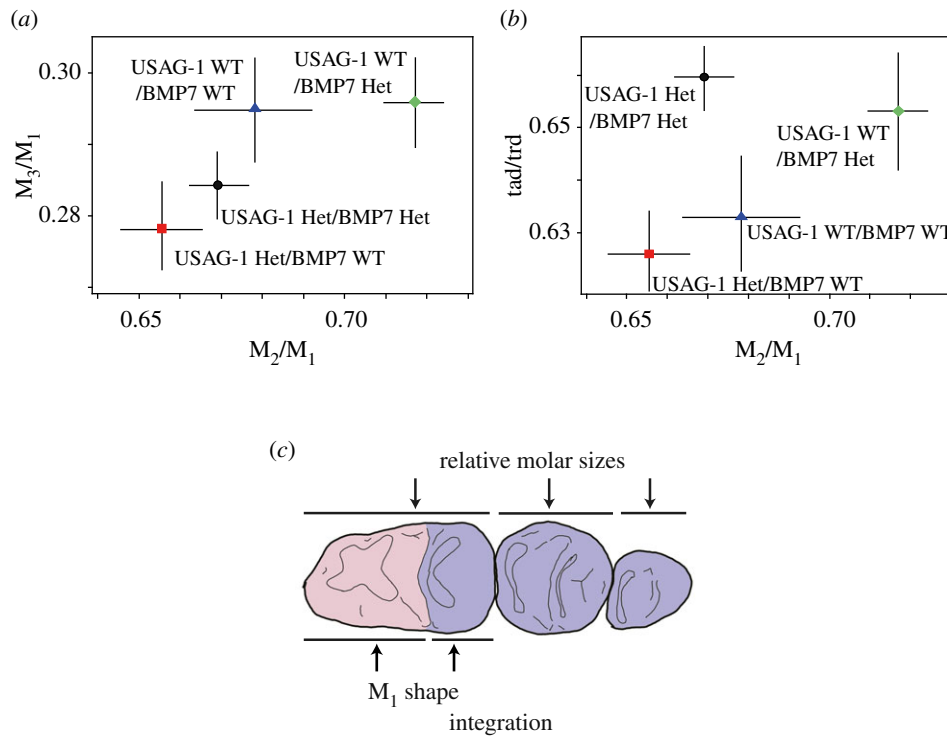 (a)
USAG-1 WT
/BMP7 WT
USAG-1 WT
/BMP7 Het
USAG-1 Het/BMP7 Het
USAG-1 Het/BMP7 WT
0.30
0.28
M3/M1
0.65
0.70
M2/M1
(b)
USAG-1 Het
/BMP7 Het
USAG-1 WT
/BMP7 Het
USAG-1 WT/BMP7 WT
USAG-1 Het/BMP7 WT
0.65
0.63
tad/trd
0.65
0.70
M2/M1
(c)
relative molar sizes
M1 shape
integration